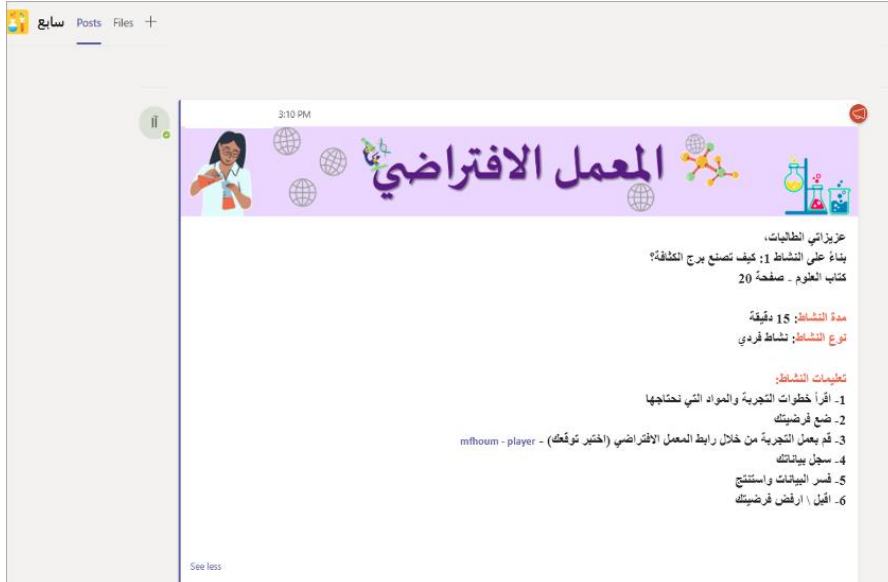 سابع Posts Files +
آا
3:10 PM
المعمل الافتراضي
عزيزاتي الطالبات،
بناءً على النشاط 1: كيف تصنع برج الكثافة؟
كتاب العلوم - صفحة 20
مدة النشاط: 15 دقيقة
نوع النشاط: نشاط فردي
تعليمات النشاط:
1- اقرأ خطوات التجربة والمواد التي نحتاجها
2- ضع فرضيتك
3- قم بعمل التجربة من خلال رابط المعمل الافتراضي (اختبر توقعك) - mfhoum - player
4- سجل بياناتك
5- فسر البيانات واستنتج
6- اقبل \ ارفض فرضيتك
See less